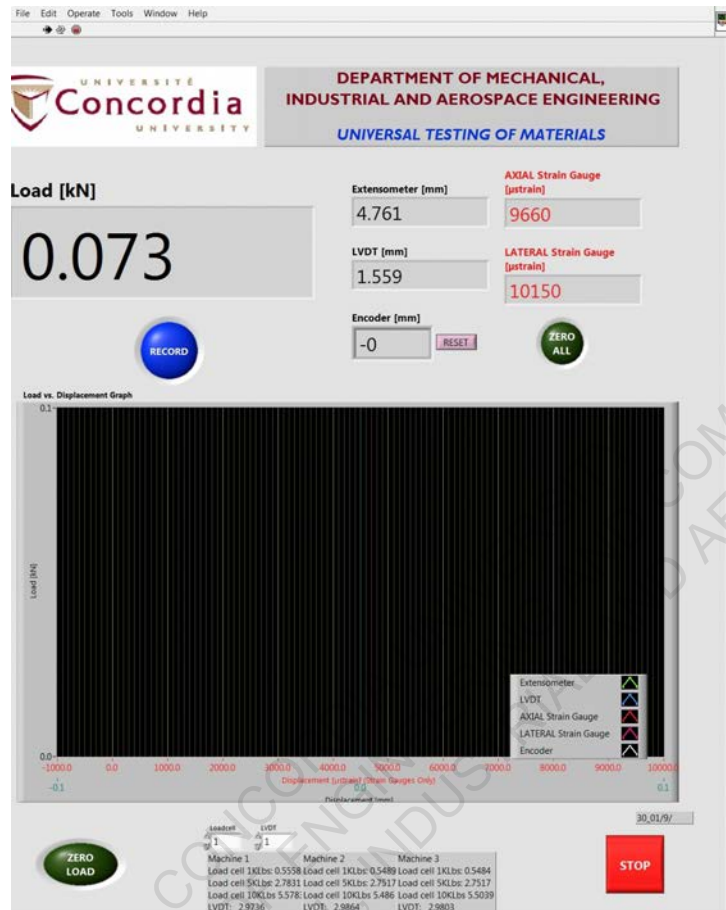 File Edit Operate Tools Window Help
UNIVERSITÉ
Concordia
UNIVERSITY
DEPARTMENT OF MECHANICAL,
INDUSTRIAL AND AEROSPACE ENGINEERING
UNIVERSAL TESTING OF MATERIALS
Load [kN]
0.073
Extensometer [mm]
4.761
AXIAL Strain Gauge
[µstrain]
9660
LVDT [mm]
1.559
LATERAL Strain Gauge
[µstrain]
10150
Encoder [mm]
-0
RESET
RECORD
ZERO
ALL
Load vs. Displacement Graph
0.1
Load [kN]
0.0
Extensometer
LVDT
AXIAL Strain Gauge
LATERAL Strain Gauge
Encoder
-1000.0 0.0 1000.0 2000.0 3000.0 4000.0 5000.0 6000.0 7000.0 8000.0 9000.0 10000.0
Displacement [µstrain] (Strain Gauges Only)
-0.1 0.0 0.1
Displacement [mm]
30_01/9/
ZERO
LOAD
Loadcell LVDT
1 1
Machine 1 Machine 2 Machine 3
Load cell 1KLbs: 0.5558 Load cell 1KLbs: 0.5489 Load cell 1KLbs: 0.5484
Load cell 5KLbs: 2.7831 Load cell 5KLbs: 2.7517 Load cell 5KLbs: 2.7517
Load cell 10KLbs 5.578: Load cell 10KLbs 5.486 Load cell 10KLbs 5.5039
LVDT: 2.9736 LVDT: 2.9864 LVDT: 2.9803
STOP